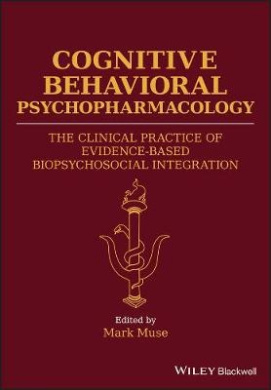 COGNITIVE
BEHAVIORAL
PSYCHOPHARMACOLOGY
THE CLINICAL PRACTICE OF
EVIDENCE-BASED
BIOPSYCHOSOCIAL INTEGRATION
Edited by
Mark Muse
WILEY Blackwell